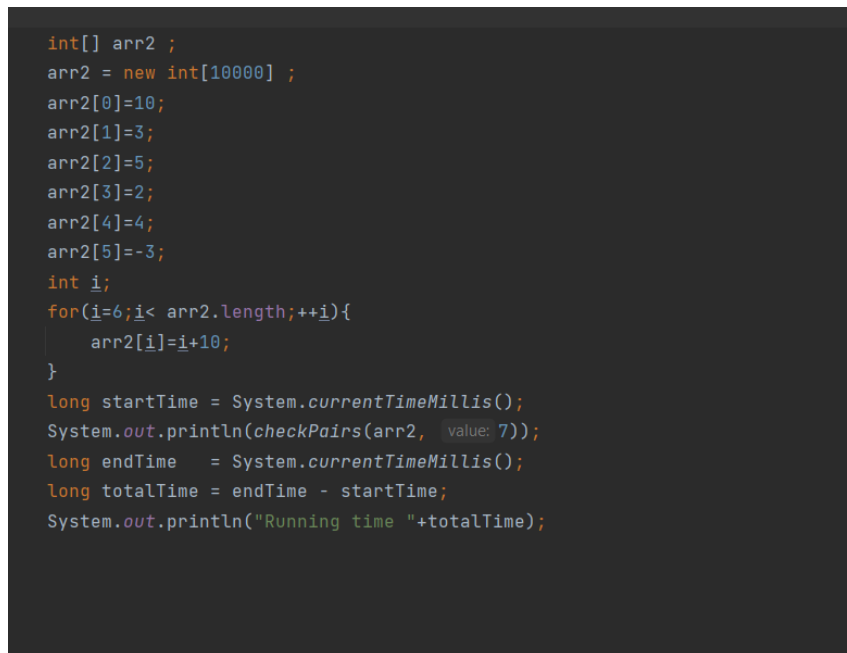 int[] arr2 ;
arr2 = new int[10000] ;
arr2[0]=10;
arr2[1]=3;
arr2[2]=5;
arr2[3]=2;
arr2[4]=4;
arr2[5]=-3;
int i;
for(i=6;i< arr2.length;++i){
    arr2[i]=i+10;
}
long startTime = System.currentTimeMillis();
System.out.println(checkPairs(arr2,  value: 7));
long endTime   = System.currentTimeMillis();
long totalTime = endTime - startTime;
System.out.println("Running time "+totalTime);